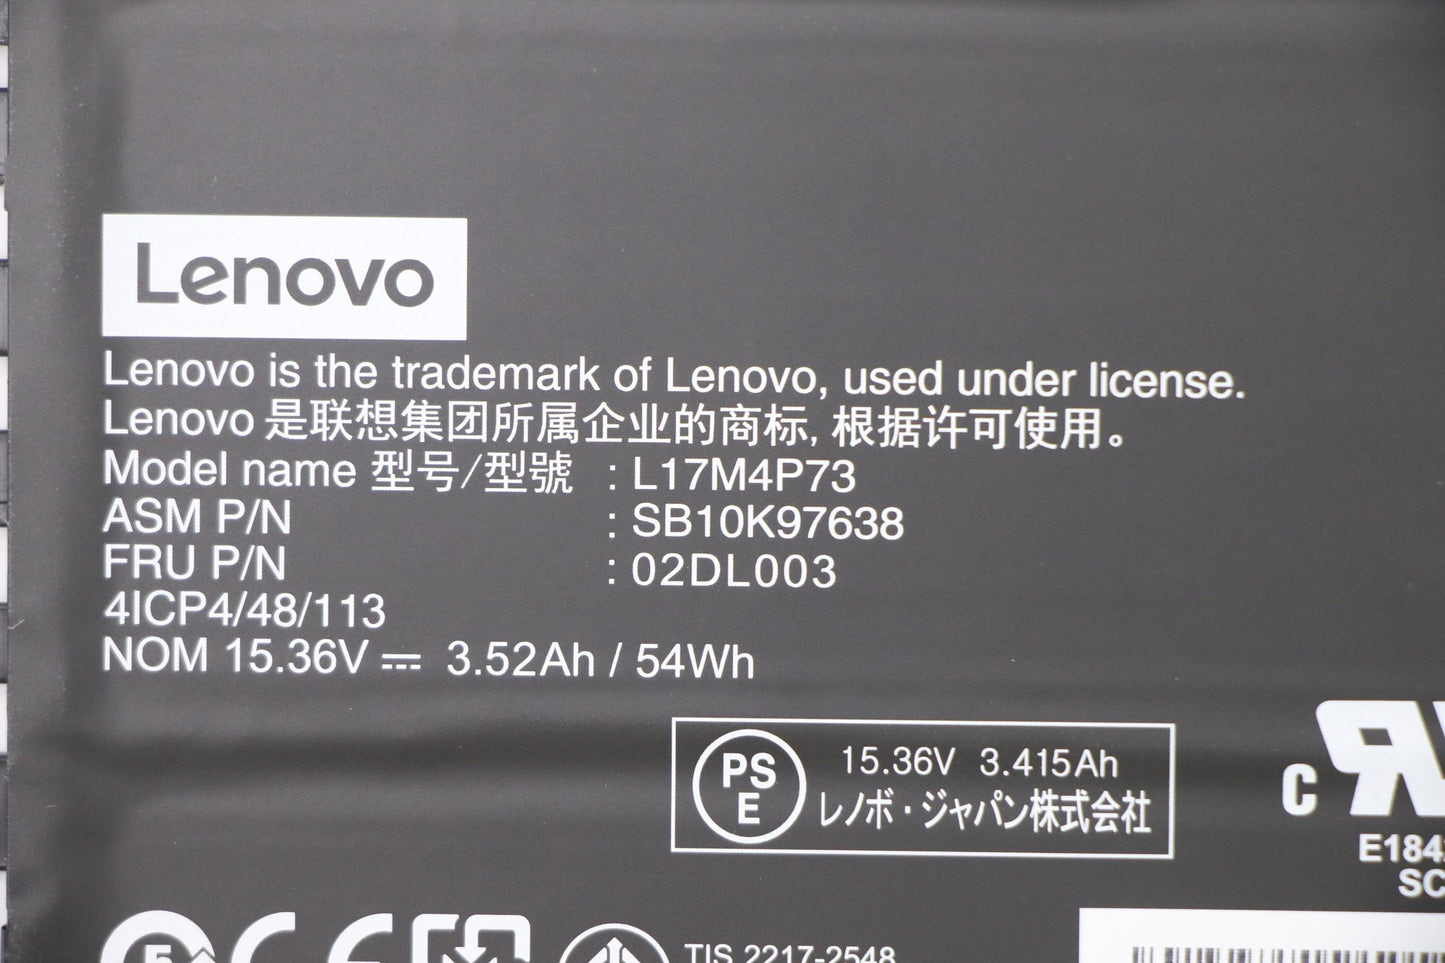 Lenovo
Lenovo is the trademark of Lenovo, used under license.
Lenovo 是联想集团所属企业的商标, 根据许可使用。
Model name 型号/型號 : L17M4P73
ASM P/N : SB10K97638
FRU P/N : 02DL003
4ICP4/48/113
NOM 15.36V ⎓ 3.52Ah / 54Wh
PS
E
15.36V 3.415Ah
レノボ・ジャパン株式会社
C
TIS 2217-2548